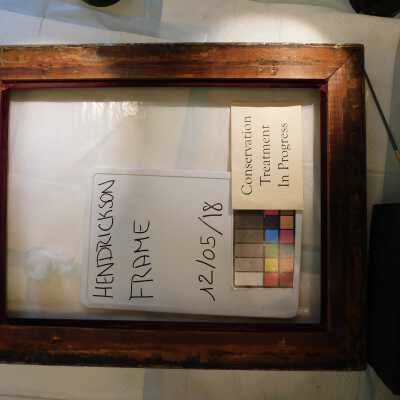 Conservation
Treatment
In Progress
HENDRICKSON
FRAME
12/05/18